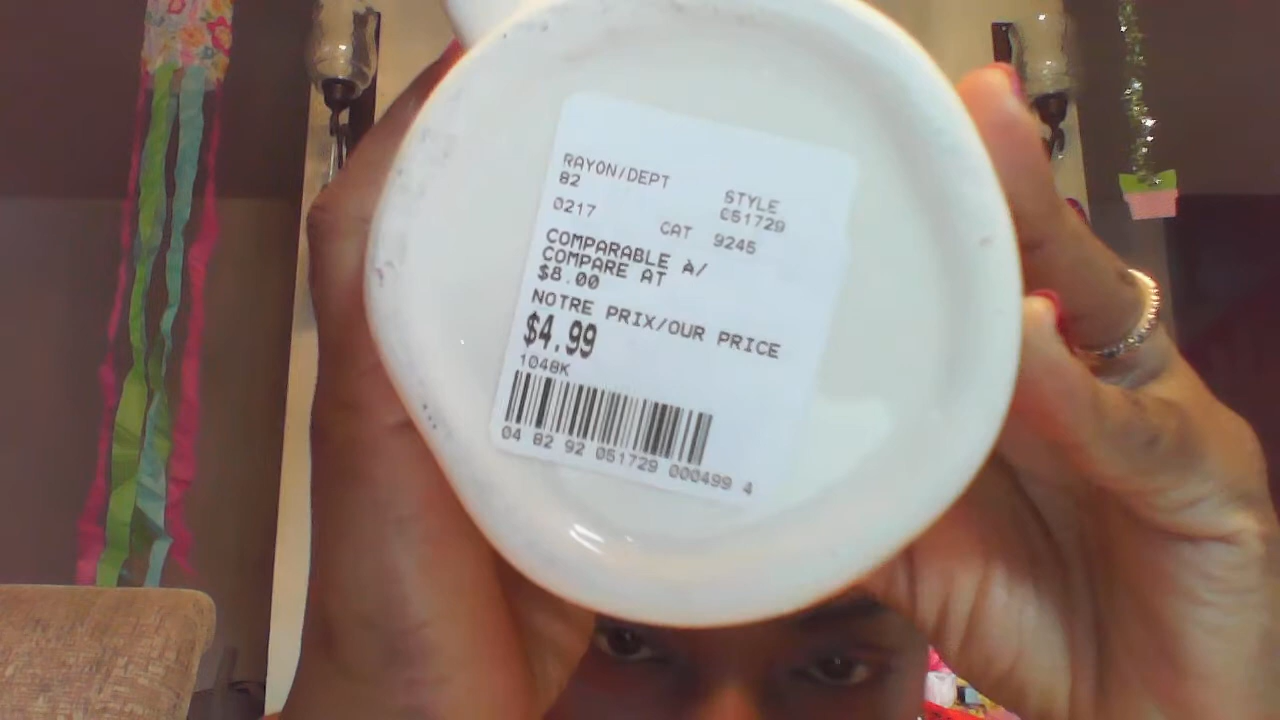 RAYON/DEPT STYLE
82 C51729
0217 CAT 9245
COMPARABLE à/
COMPARE AT
$8.00
NOTRE PRIX/OUR PRICE
$4.99
1048K
04 82 92 051729 000499 4